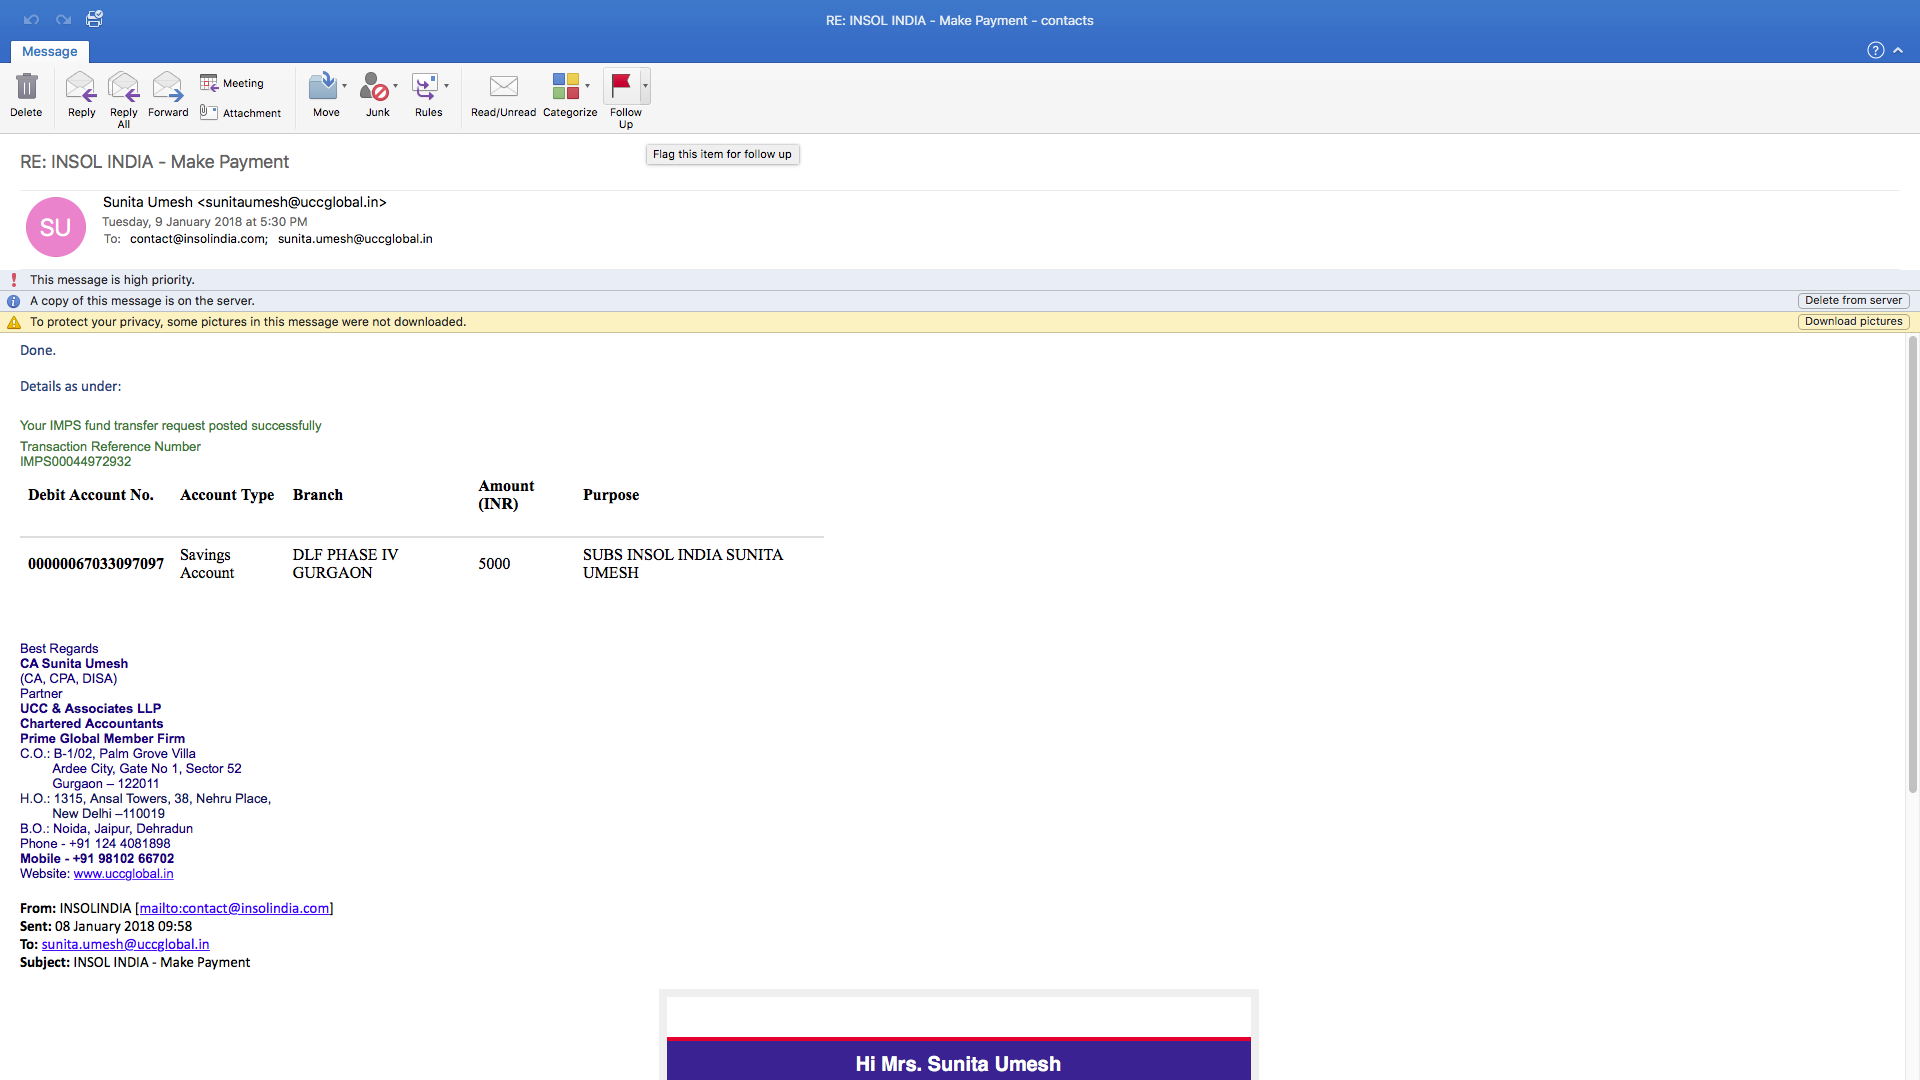 RE: INSOL INDIA - Make Payment - contacts
Message
Delete
Reply
Reply All
Forward
Meeting
Attachment
Move
Junk
Rules
Read/Unread
Categorize
Follow Up
RE: INSOL INDIA - Make Payment
Flag this item for follow up
SU
Sunita Umesh <sunitaumesh@uccglobal.in>
Tuesday, 9 January 2018 at 5:30 PM
To: contact@insolindia.com; sunita.umesh@uccglobal.in
This message is high priority.
A copy of this message is on the server.
Delete from server
To protect your privacy, some pictures in this message were not downloaded.
Download pictures
Done.
Details as under:
Your IMPS fund transfer request posted successfully
Transaction Reference Number
IMPS00044972932
Debit Account No. Account Type Branch Amount (INR) Purpose
00000067033097097 Savings Account DLF PHASE IV GURGAON 5000 SUBS INSOL INDIA SUNITA UMESH
Best Regards
CA Sunita Umesh
(CA, CPA, DISA)
Partner
UCC & Associates LLP
Chartered Accountants
Prime Global Member Firm
C.O.: B-1/02, Palm Grove Villa
Ardee City, Gate No 1, Sector 52
Gurgaon – 122011
H.O.: 1315, Ansal Towers, 38, Nehru Place,
New Delhi –110019
B.O.: Noida, Jaipur, Dehradun
Phone - +91 124 4081898
Mobile - +91 98102 66702
Website: www.uccglobal.in
From: INSOLINDIA [mailto:contact@insolindia.com]
Sent: 08 January 2018 09:58
To: sunita.umesh@uccglobal.in
Subject: INSOL INDIA - Make Payment
Hi Mrs. Sunita Umesh